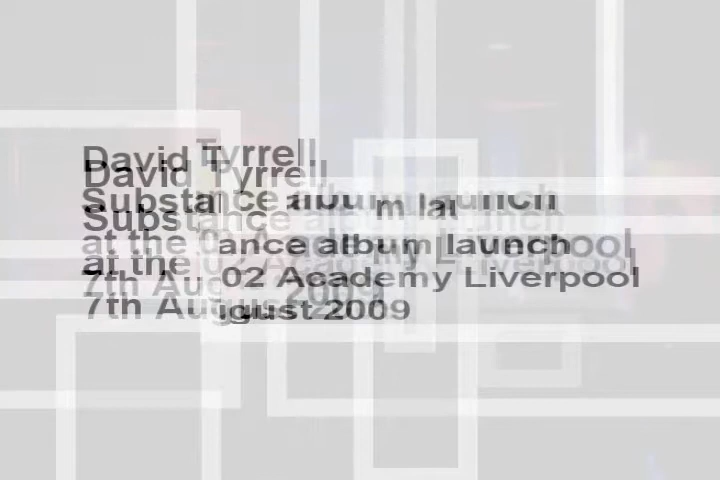 David Tyrrell,
Substance album launch
at the 02 Academy Liverpool
7th August 2009